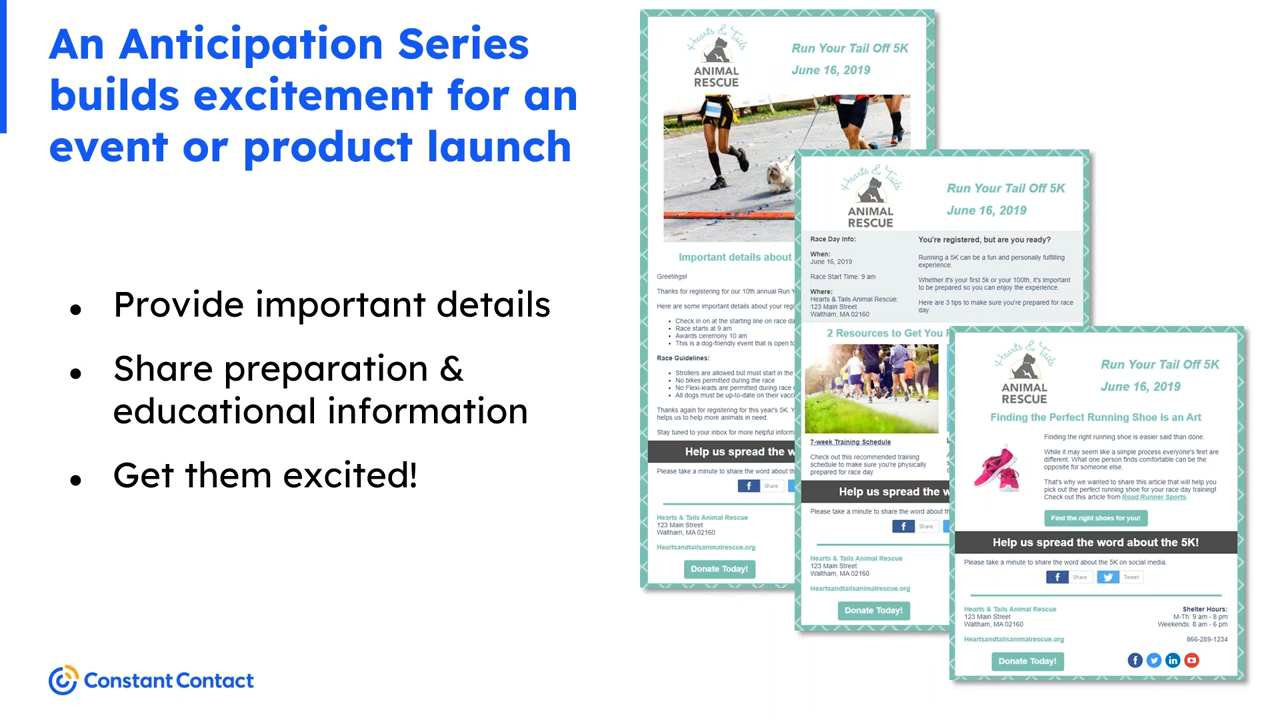 An Anticipation Series
builds excitement for an
event or product launch
• Provide important details
• Share preparation &
educational information
• Get them excited!
Constant Contact
Hearts & Tails
ANIMAL
RESCUE
Run Your Tail Off 5K
June 16, 2019
Important details about
Greetings!
Thanks for registering for our 10th annual Run Y
Here are some important details about your regi
• Check in on at the starting line on race da
• Race starts at 9 am
• Awards ceremony 10 am
• This is a dog-friendly event that is open to
Race Guidelines:
• Strollers are allowed but must start in the
• No bikes permitted during the race
• No Flexi-leads are permitted during race
• All dogs must be up-to-date on their vacc
Thanks again for registering for this year's 5K. Y
helps us to help more animals in need.
Stay tuned to your inbox for more helpful inform
Help us spread the w
Please take a minute to share the word about th
f Share
Hearts & Tails Animal Rescue
123 Main Street
Waltham, MA 02160
Heartsandtailsanimalrescue.org
Donate Today!
Hearts & Tails
ANIMAL
RESCUE
Run Your Tail Off 5K
June 16, 2019
Race Day Info:
When:
June 16, 2019
Race Start Time: 9 am
Where:
Hearts & Tails Animal Rescue:
123 Main Street
Waltham, MA 02160
You're registered, but are you ready?
Running a 5K can be a fun and personally fulfilling
experience.
Whether it's your first 5k or your 100th, it's important
to be prepared so you can enjoy the experience.
Here are 3 tips to make sure you're prepared for race
day.
2 Resources to Get You
7-week Training Schedule
Check out this recommended training
schedule to make sure you're physically
prepared for race day.
Help us spread the w
Please take a minute to share the word about th
f Share
Hearts & Tails Animal Rescue
123 Main Street
Waltham, MA 02160
Heartsandtailsanimalrescue.org
Donate Today!
Hearts & Tails
ANIMAL
RESCUE
Run Your Tail Off 5K
June 16, 2019
Finding the Perfect Running Shoe is an Art
Finding the right running shoe is easier said than done.
While it may seem like a simple process everyone's feet are
different. What one person finds comfortable can be the
opposite for someone else.
That's why we wanted to share this article that will help you
pick out the perfect running shoe for your race day training!
Check out this article from Road Runner Sports.
Find the right shoes for you!
Help us spread the word about the 5K!
Please take a minute to share the word about the 5K on social media.
f Share Tweet
Hearts & Tails Animal Rescue
123 Main Street
Waltham, MA 02160
Heartsandtailsanimalrescue.org
Donate Today!
Shelter Hours:
M-Th: 9 am - 8 pm
Weekends: 8 am - 6 pm
866-289-1234